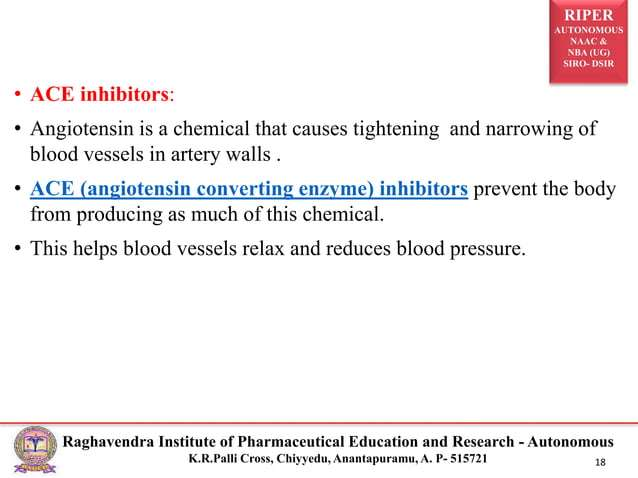 RIPER
AUTONOMOUS
NAAC &
NBA (UG)
SIRO- DSIR
• ACE inhibitors:
• Angiotensin is a chemical that causes tightening and narrowing of
blood vessels in artery walls .
• ACE (angiotensin converting enzyme) inhibitors prevent the body
from producing as much of this chemical.
• This helps blood vessels relax and reduces blood pressure.
Raghavendra Institute of Pharmaceutical Education and Research - Autonomous
K.R.Palli Cross, Chiyyedu, Anantapuramu, A. P- 515721
18